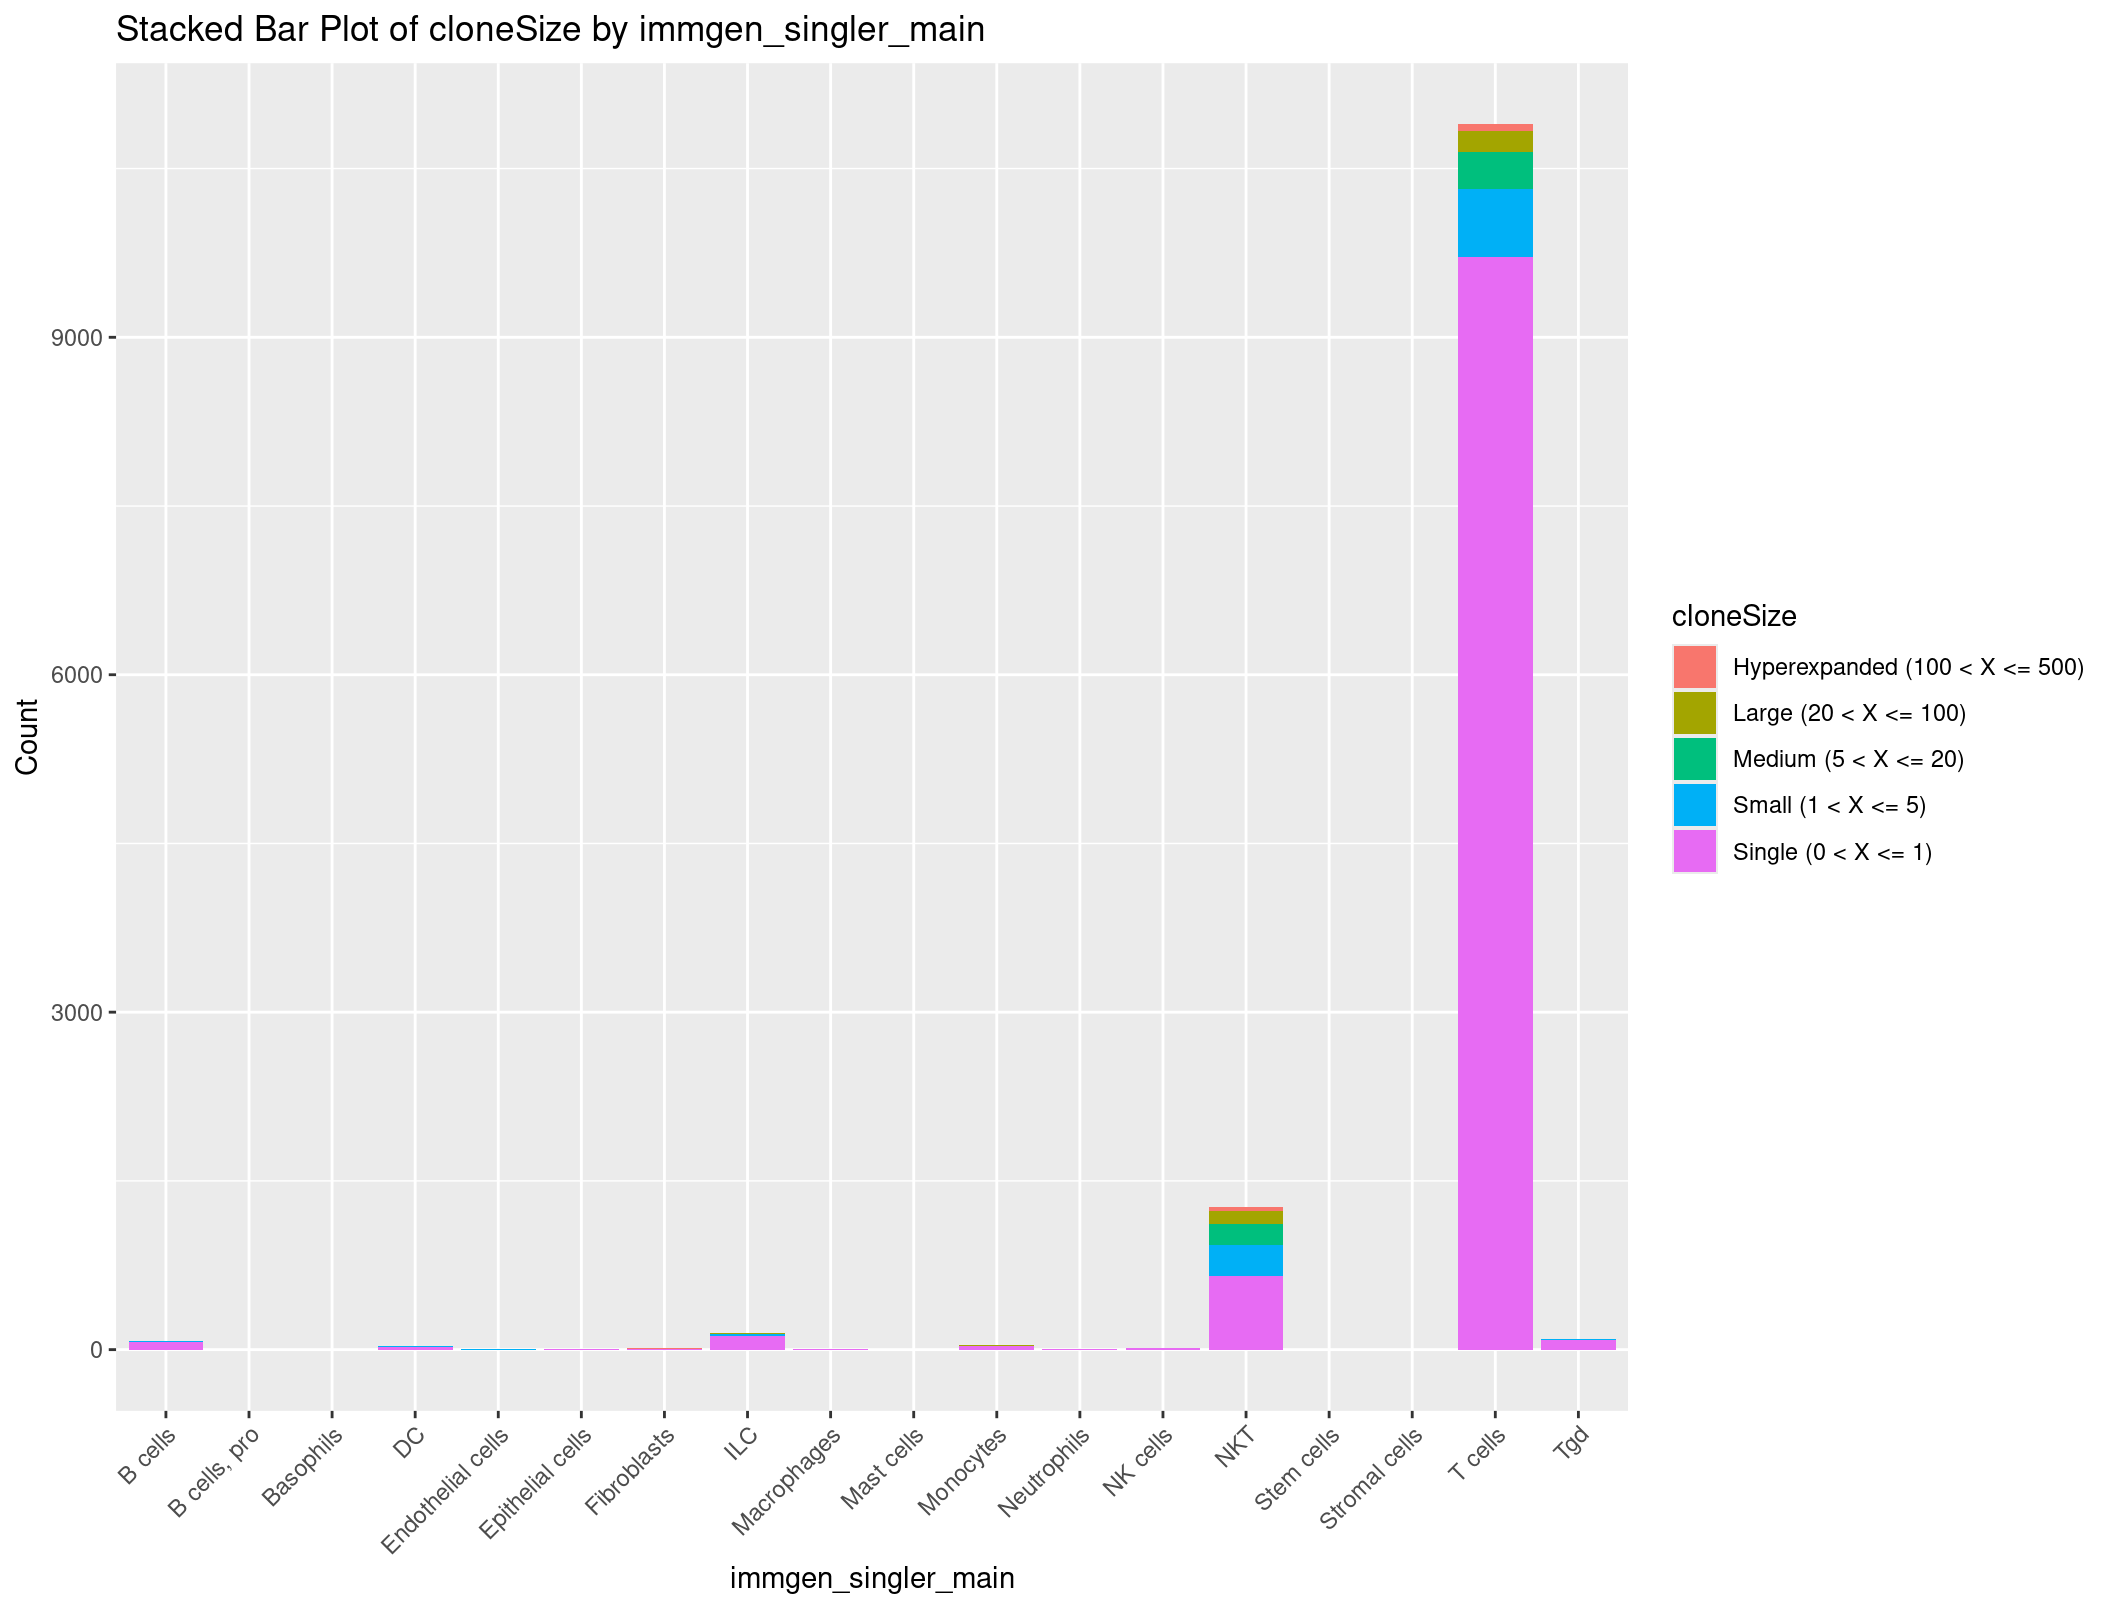 Stacked Bar Plot of cloneSize by immgen_singler_main
Count
9000
6000
3000
0
B cells
B cells, pro
Basophils
DC
Endothelial cells
Epithelial cells
Fibroblasts
ILC
Macrophages
Mast cells
Monocytes
Neutrophils
NK cells
NKT
Stem cells
Stromal cells
T cells
Tgd
immgen_singler_main
cloneSize
Hyperexpanded (100 < X <= 500)
Large (20 < X <= 100)
Medium (5 < X <= 20)
Small (1 < X <= 5)
Single (0 < X <= 1)